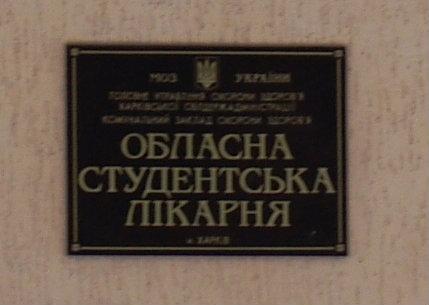 МОЗ УКРАЇНИ
ГОЛОВНЕ УПРАВЛІННЯ ОХОРОНИ ЗДОРОВ'Я
ХАРКІВСЬКОЇ ОБЛДЕРЖАДМІНІСТРАЦІЇ
КОМУНАЛЬНИЙ ЗАКЛАД ОХОРОНИ ЗДОРОВ'Я
ОБЛАСНА
СТУДЕНТСЬКА
ЛІКАРНЯ
м. ХАРКІВ